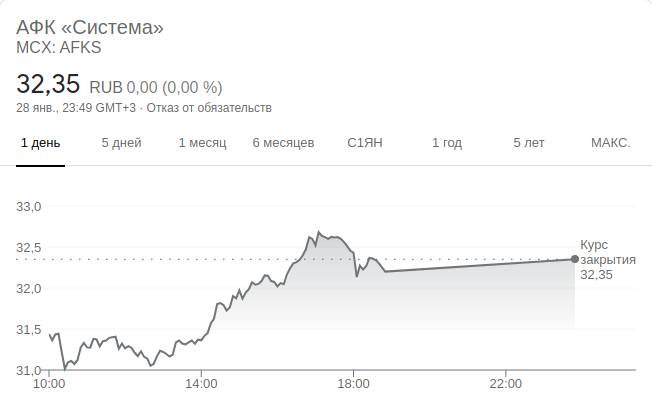 АФК «Система»
MCX: AFKS
32,35 RUB 0,00 (0,00 %)
28 янв., 23:49 GMT+3 · Отказ от обязательств
1 день 5 дней 1 месяц 6 месяцев С1ЯН 1 год 5 лет МАКС.
33,0
32,5
32,0
31,5
31,0
Курс
закрытия
32,35
10:00 14:00 18:00 22:00